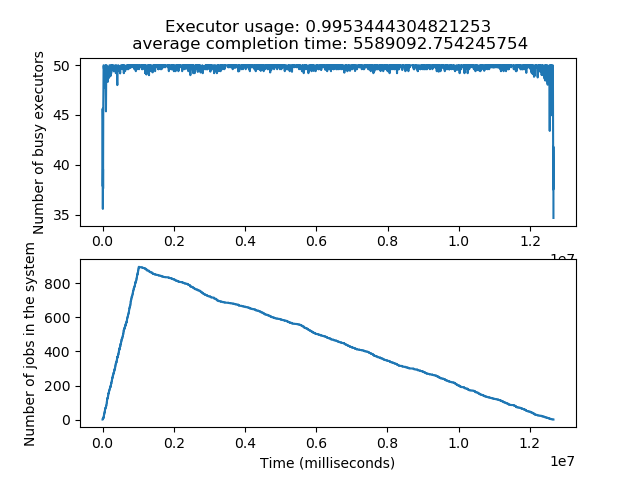 Executor usage: 0.9953444304821253
average completion time: 5589092.754245754
Number of busy executors
50
45
40
35
0.0 0.2 0.4 0.6 0.8 1.0 1.2
1e7
Number of jobs in the system
800
600
400
200
0
0.0 0.2 0.4 0.6 0.8 1.0 1.2
Time (milliseconds)
1e7